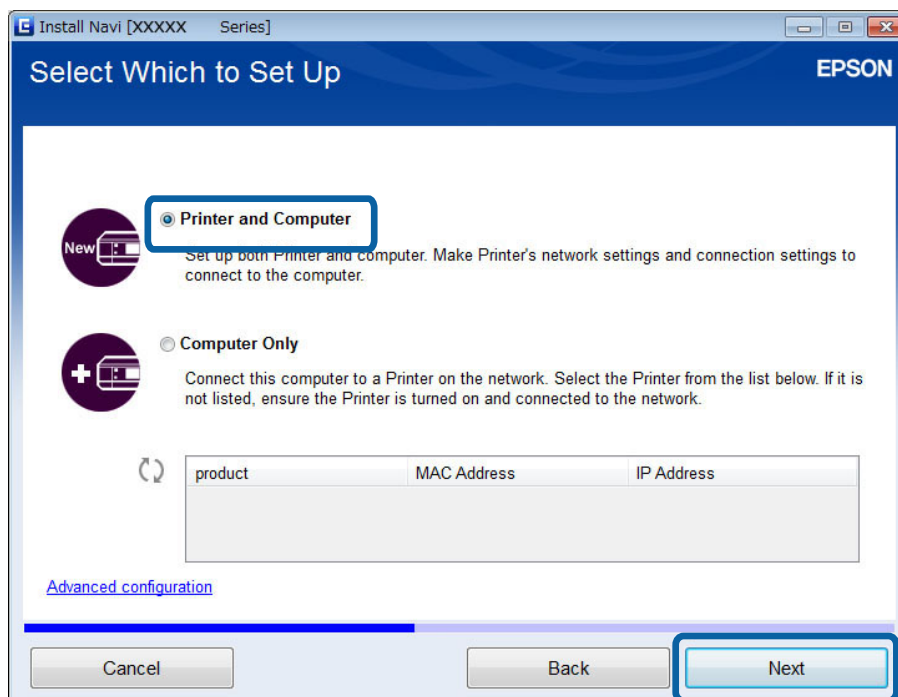 Install Navi [XXXXX Series]
Select Which to Set Up
EPSON
New
Printer and Computer
Set up both Printer and computer. Make Printer's network settings and connection settings to
connect to the computer.
Computer Only
Connect this computer to a Printer on the network. Select the Printer from the list below. If it is
not listed, ensure the Printer is turned on and connected to the network.
product MAC Address IP Address
Advanced configuration
Cancel Back Next